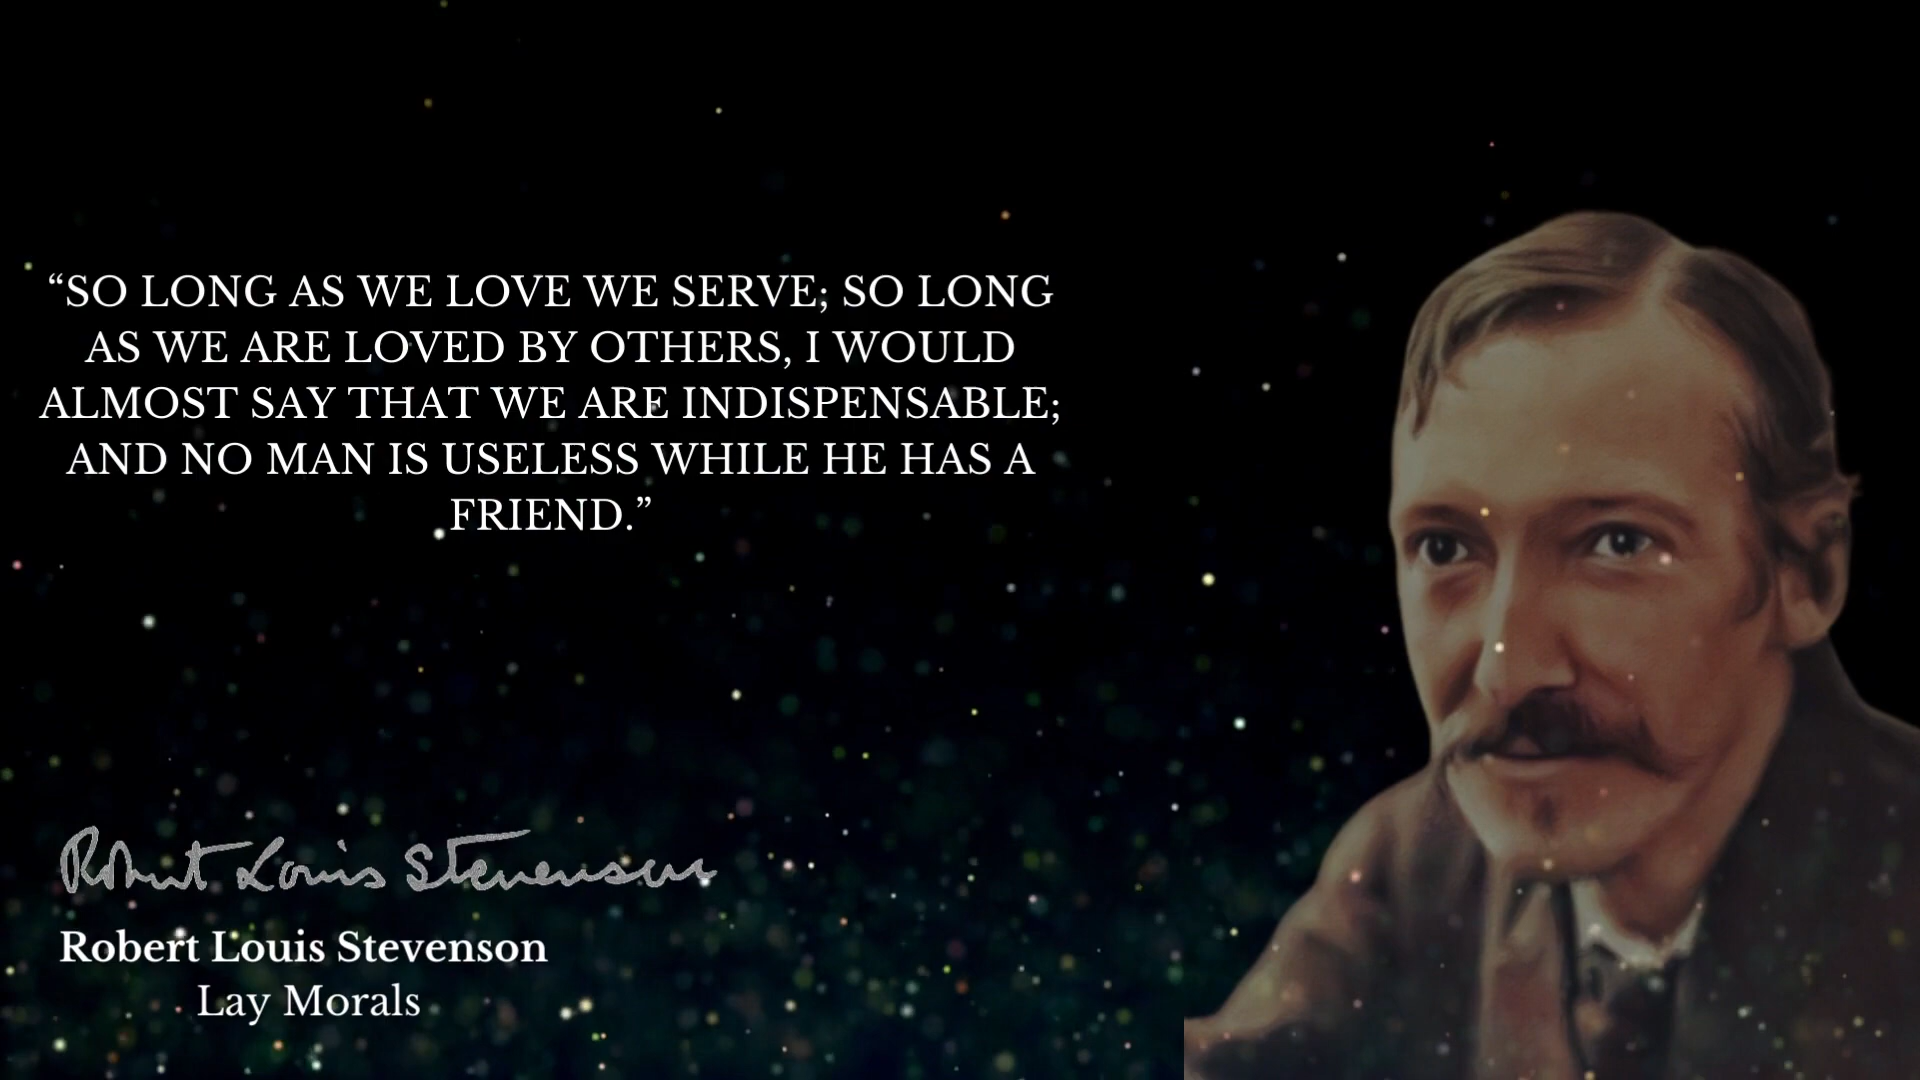 “SO LONG AS WE LOVE WE SERVE; SO LONG
AS WE ARE LOVED BY OTHERS, I WOULD
ALMOST SAY THAT WE ARE INDISPENSABLE;
AND NO MAN IS USELESS WHILE HE HAS A
FRIEND.”
Robert Louis Stevenson
Robert Louis Stevenson
Lay Morals